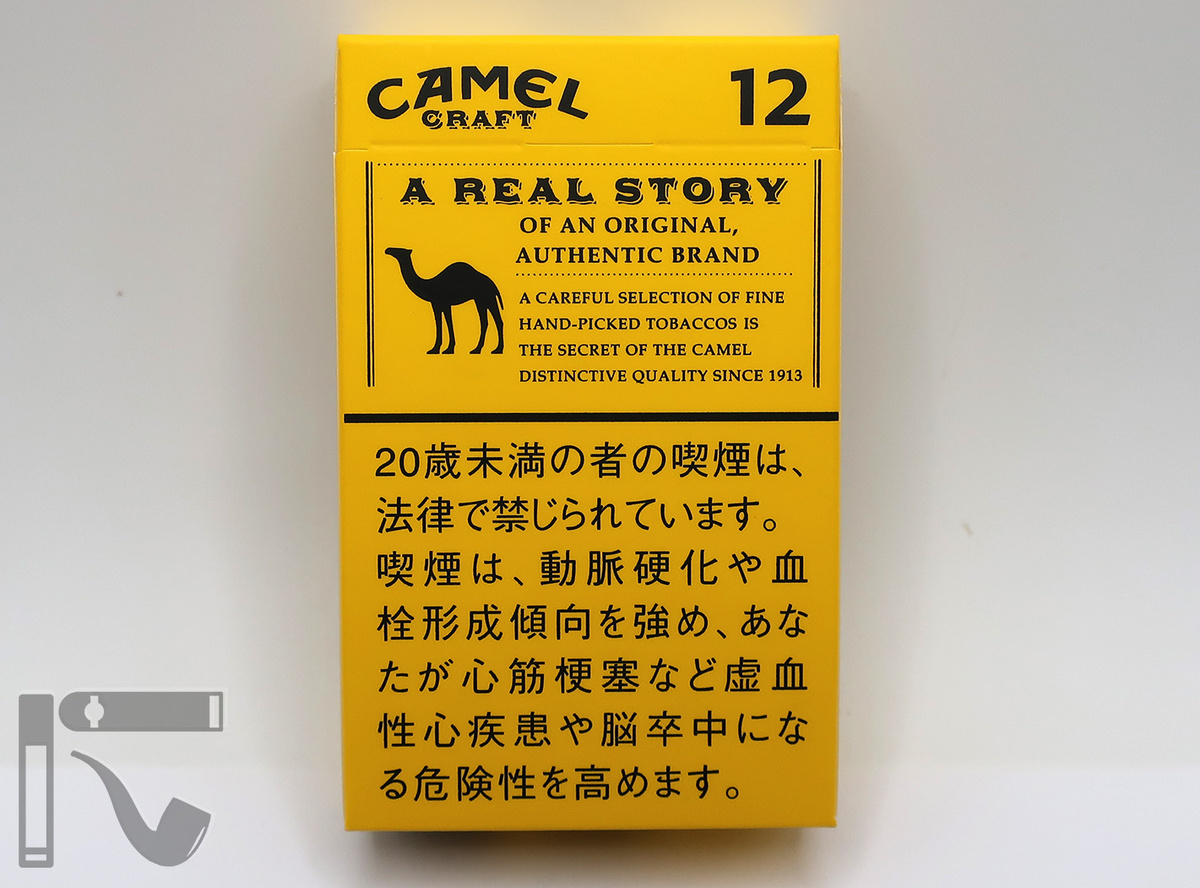 CAMEL
CRAFT
12
A REAL STORY
OF AN ORIGINAL,
AUTHENTIC BRAND
A CAREFUL SELECTION OF FINE
HAND-PICKED TOBACCOS IS
THE SECRET OF THE CAMEL
DISTINCTIVE QUALITY SINCE 1913
20歳未満の者の喫煙は、
法律で禁じられています。
喫煙は、動脈硬化や血
栓形成傾向を強め、あな
たが心筋梗塞など虚血
性心疾患や脳卒中にな
る危険性を高めます。